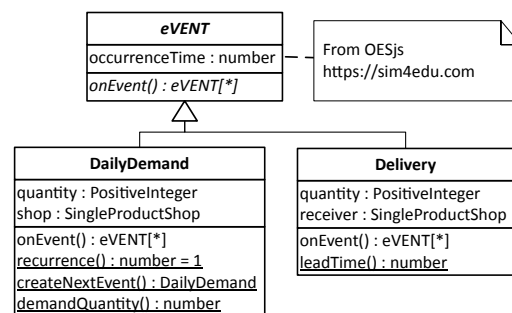 eVENT
occurrenceTime : number
onEvent() : eVENT[*]
From OESjs
https://sim4edu.com
DailyDemand
quantity : PositiveInteger
shop : SingleProductShop
onEvent() : eVENT[*]
recurrence() : number = 1
createNextEvent() : DailyDemand
demandQuantity() : number
Delivery
quantity : PositiveInteger
receiver : SingleProductShop
onEvent() : eVENT[*]
leadTime() : number